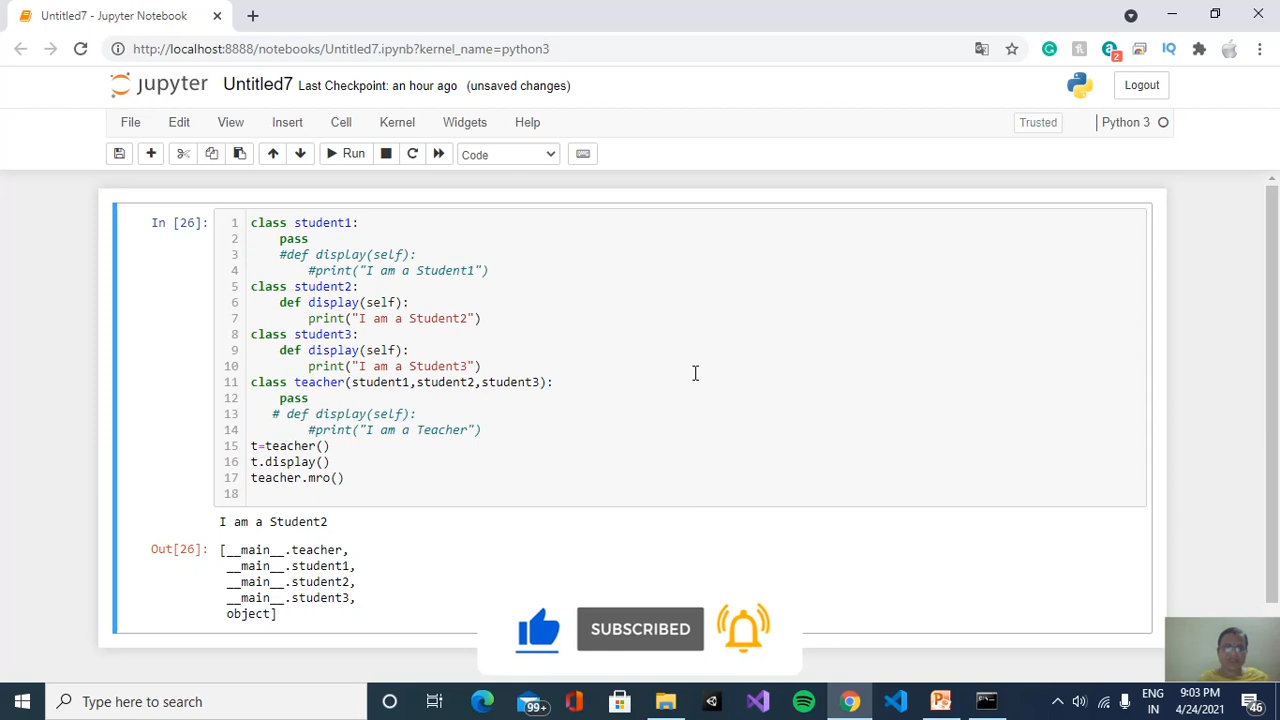 Untitled7 - Jupyter Notebook
http://localhost:8888/notebooks/Untitled7.ipynb?kernel_name=python3
2
IQ
jupyter Untitled7 Last Checkpoint: an hour ago (unsaved changes)
Logout
File Edit View Insert Cell Kernel Widgets Help
Trusted
Python 3
Run
Code
In [26]:
1 class student1:
2     pass
3     #def display(self):
4         #print("I am a Student1")
5 class student2:
6     def display(self):
7         print("I am a Student2")
8 class student3:
9     def display(self):
10         print("I am a Student3")
11 class teacher(student1,student2,student3):
12     pass
13    # def display(self):
14         #print("I am a Teacher")
15 t=teacher()
16 t.display()
17 teacher.mro()
18
I am a Student2
Out[26]: [__main__.teacher,
__main__.student1,
__main__.student2,
__main__.student3,
object]
SUBSCRIBED
Type here to search
99+
ENG
IN
9:03 PM
4/24/2021
46